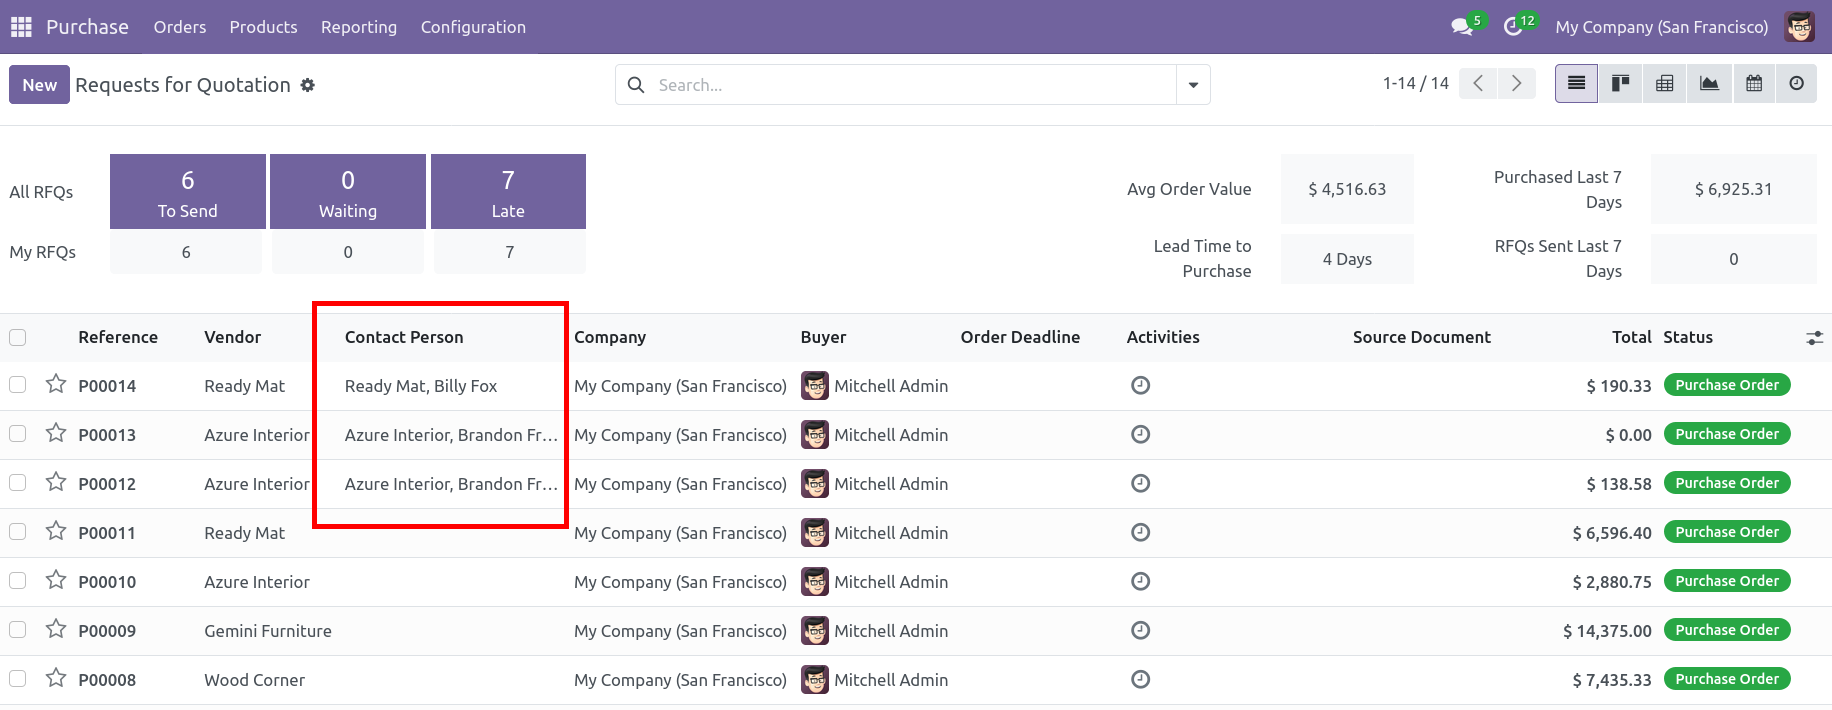 Purchase Orders Products Reporting Configuration 5 12 My Company (San Francisco)
New Requests for Quotation Search... 1-14 / 14
All RFQs 6 To Send 0 Waiting 7 Late
My RFQs 6 0 7
Avg Order Value $ 4,516.63 Purchased Last 7 Days $ 6,925.31
Lead Time to Purchase 4 Days RFQs Sent Last 7 Days 0
Reference Vendor Contact Person Company Buyer Order Deadline Activities Source Document Total Status
P00014 Ready Mat Ready Mat, Billy Fox My Company (San Francisco) Mitchell Admin $ 190.33 Purchase Order
P00013 Azure Interior Azure Interior, Brandon Fr... My Company (San Francisco) Mitchell Admin $ 0.00 Purchase Order
P00012 Azure Interior Azure Interior, Brandon Fr... My Company (San Francisco) Mitchell Admin $ 138.58 Purchase Order
P00011 Ready Mat My Company (San Francisco) Mitchell Admin $ 6,596.40 Purchase Order
P00010 Azure Interior My Company (San Francisco) Mitchell Admin $ 2,880.75 Purchase Order
P00009 Gemini Furniture My Company (San Francisco) Mitchell Admin $ 14,375.00 Purchase Order
P00008 Wood Corner My Company (San Francisco) Mitchell Admin $ 7,435.33 Purchase Order